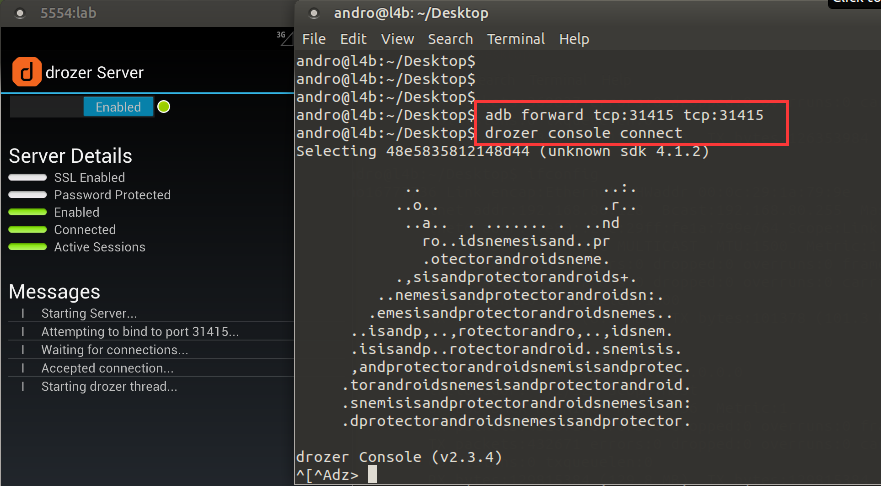 5554:lab
3G
drozer Server
Enabled
Server Details
SSL Enabled
Password Protected
Enabled
Connected
Active Sessions
Messages
I Starting Server...
I Attempting to bind to port 31415...
I Waiting for connections...
I Accepted connection...
I Starting drozer thread...
andro@l4b: ~/Desktop
File Edit View Search Terminal Help
andro@l4b:~/Desktop$
andro@l4b:~/Desktop$
andro@l4b:~/Desktop$
andro@l4b:~/Desktop$ adb forward tcp:31415 tcp:31415
andro@l4b:~/Desktop$ drozer console connect
Selecting 48e5835812148d44 (unknown sdk 4.1.2)
.. ..:.
..o.. .r..
..a.. . ....... . ..nd
ro..idsnemesisand..pr
.otectorandroidsneme.
.,sisandprotectorandroids+.
..nemesisandprotectorandroidsn:.
.emesisandprotectorandroidsnemes..
..isandp,..,rotectorandro,..,idsnem.
.isisandp..rotectorandroid..snemisis.
,andprotectorandroidsnemisisandprotec.
.torandroidsnemesisandprotectorandroid.
.snemisisandprotectorandroidsnemesisan:
.dprotectorandroidsnemesisandprotector.
drozer Console (v2.3.4)
^[^Adz>